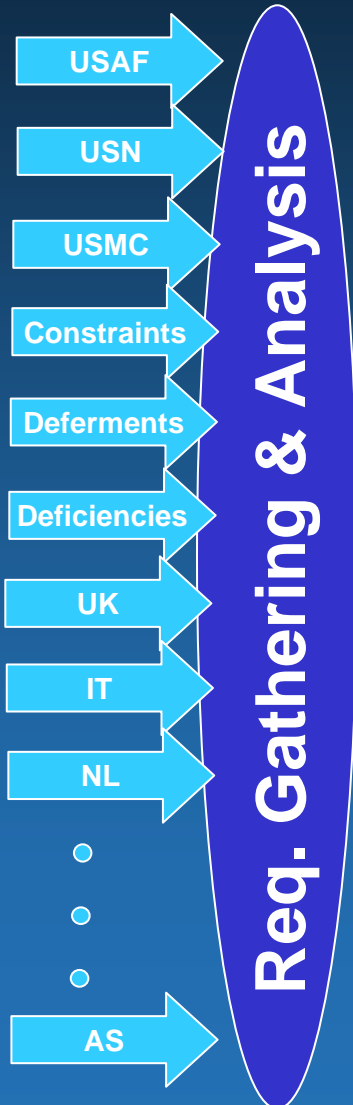 USAF
USN
USMC
Constraints
Deferments
Deficiencies
UK
IT
NL
AS
Req. Gathering & Analysis